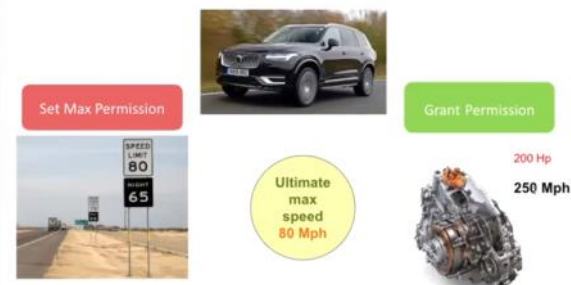 Set Max Permission
Grant Permission
SPEED
LIMIT
80
NIGHT
65
Ultimate
max
speed
80 Mph
200 Hp
250 Mph